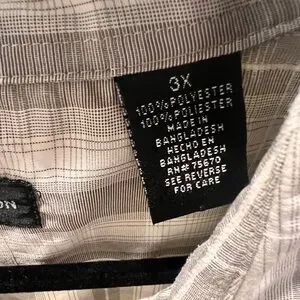 3X
100% POLYESTER
100% POLIESTER
MADE IN
BANGLADESH
HECHO EN
BANGLADESH
RN# 75670
SEE REVERSE
FOR CARE